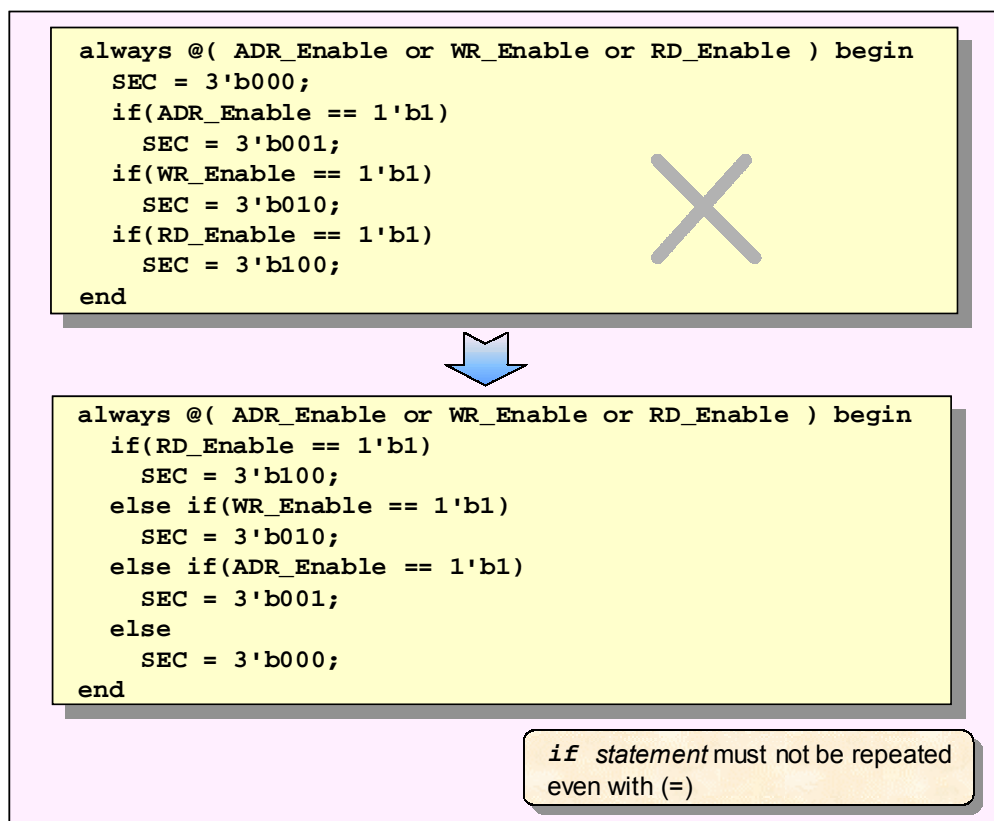 always @( ADR_Enable or WR_Enable or RD_Enable ) begin
  SEC = 3'b000;
  if(ADR_Enable == 1'b1)
    SEC = 3'b001;
  if(WR_Enable == 1'b1)
    SEC = 3'b010;
  if(RD_Enable == 1'b1)
    SEC = 3'b100;
end
always @( ADR_Enable or WR_Enable or RD_Enable ) begin
  if(RD_Enable == 1'b1)
    SEC = 3'b100;
  else if(WR_Enable == 1'b1)
    SEC = 3'b010;
  else if(ADR_Enable == 1'b1)
    SEC = 3'b001;
  else
    SEC = 3'b000;
end
if statement must not be repeated
even with (=)